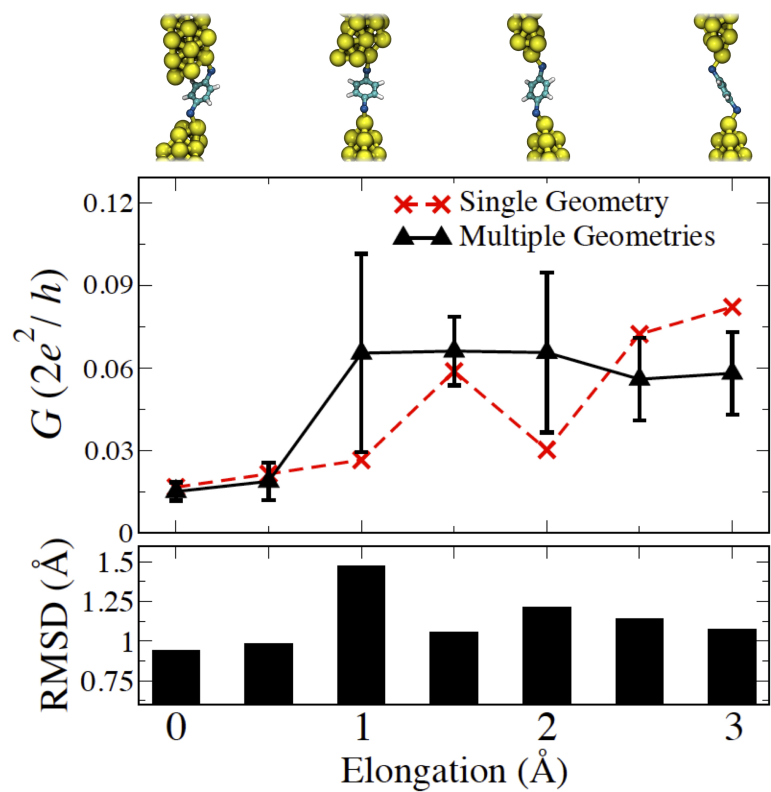 0.12
0.09
0.06
0.03
0
G (2e²/ h)
Single Geometry
Multiple Geometries
1.5
1.25
1
0.75
RMSD (Å)
0 1 2 3
Elongation (Å)